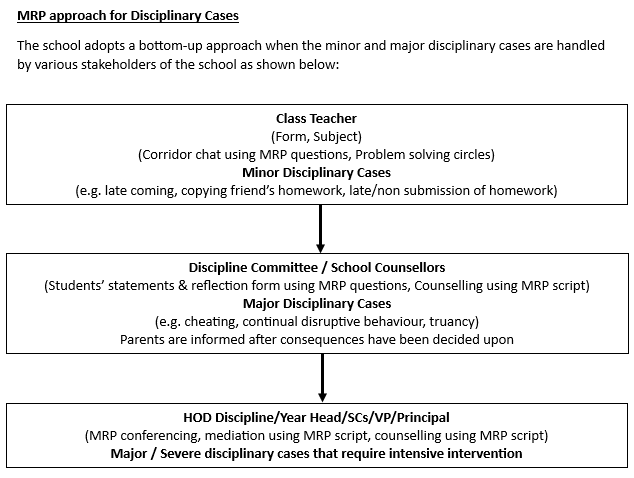 MRP approach for Disciplinary Cases
The school adopts a bottom-up approach when the minor and major disciplinary cases are handled
by various stakeholders of the school as shown below:
Class Teacher
(Form, Subject)
(Corridor chat using MRP questions, Problem solving circles)
Minor Disciplinary Cases
(e.g. late coming, copying friend's homework, late/non submission of homework)
Discipline Committee / School Counsellors
(Students' statements & reflection form using MRP questions, Counselling using MRP script)
Major Disciplinary Cases
(e.g. cheating, continual disruptive behaviour, truancy)
Parents are informed after consequences have been decided upon
HOD Discipline/Year Head/SCs/VP/Principal
(MRP conferencing, mediation using MRP script, counselling using MRP script)
Major / Severe disciplinary cases that require intensive intervention